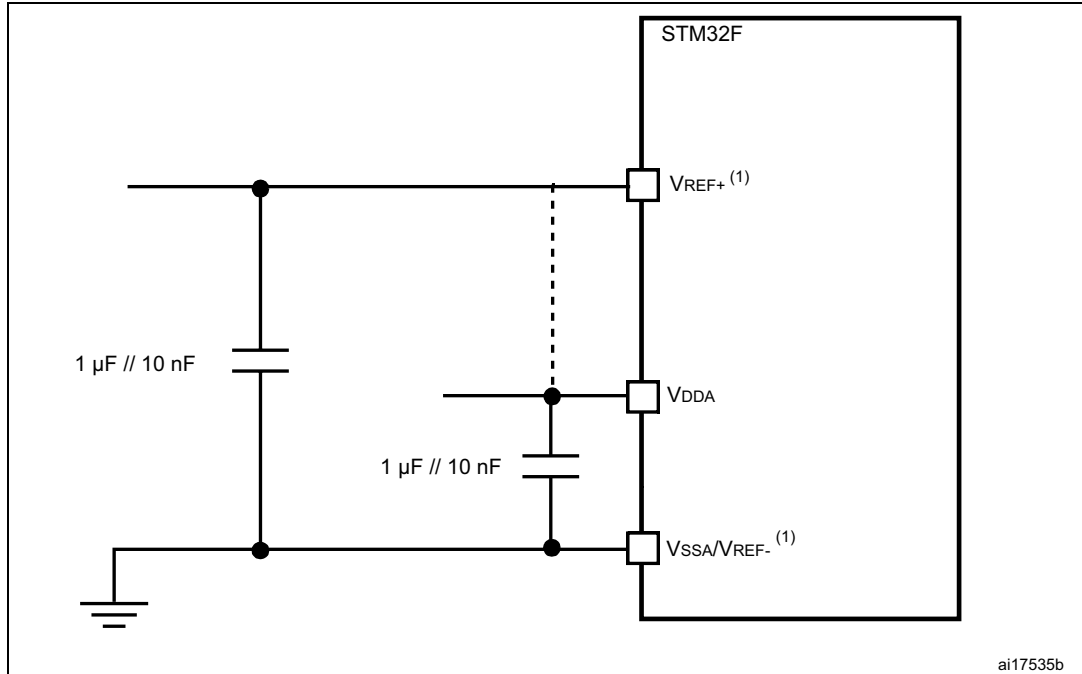 STM32F
VREF+ (1)
1 µF // 10 nF
VDDA
1 µF // 10 nF
VSSA/VREF- (1)
ai17535b